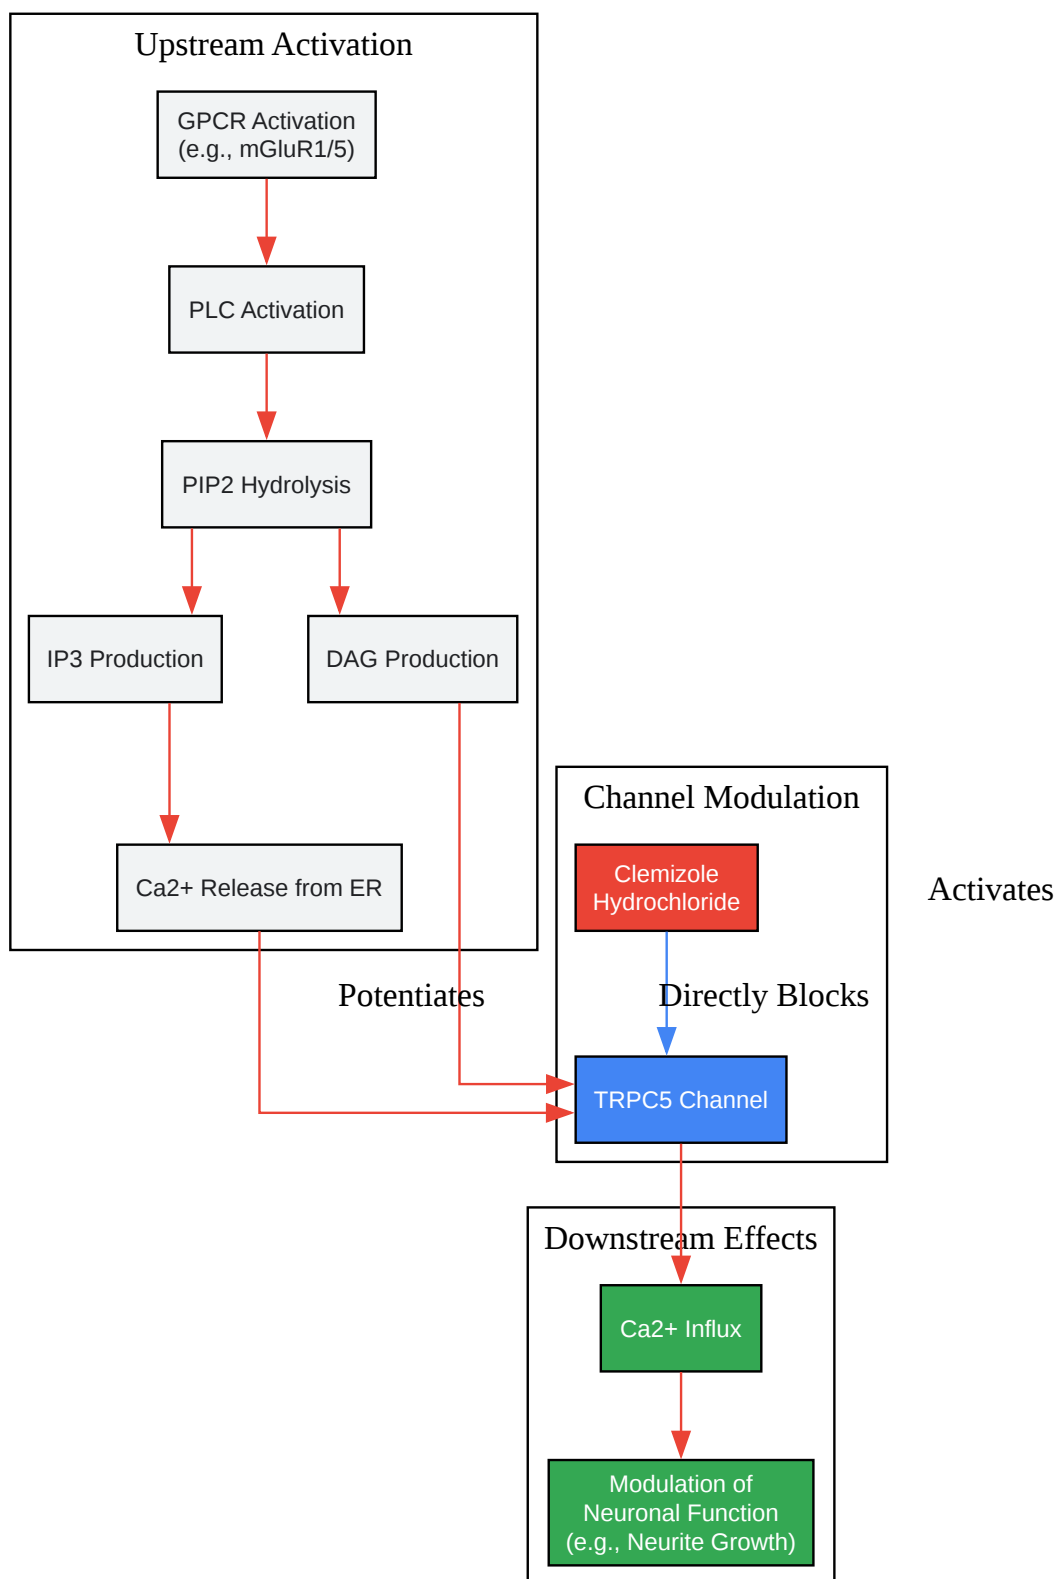 Upstream Activation
GPCR Activation
(e.g., mGluR1/5)
PLC Activation
PIP2 Hydrolysis
IP3 Production
DAG Production
Channel Modulation
Ca2+ Release from ER
Clemizole
Hydrochloride
Activates
Potentiates
Directly Blocks
TRPC5 Channel
Downstream Effects
Ca2+ Influx
Modulation of
Neuronal Function
(e.g., Neurite Growth)